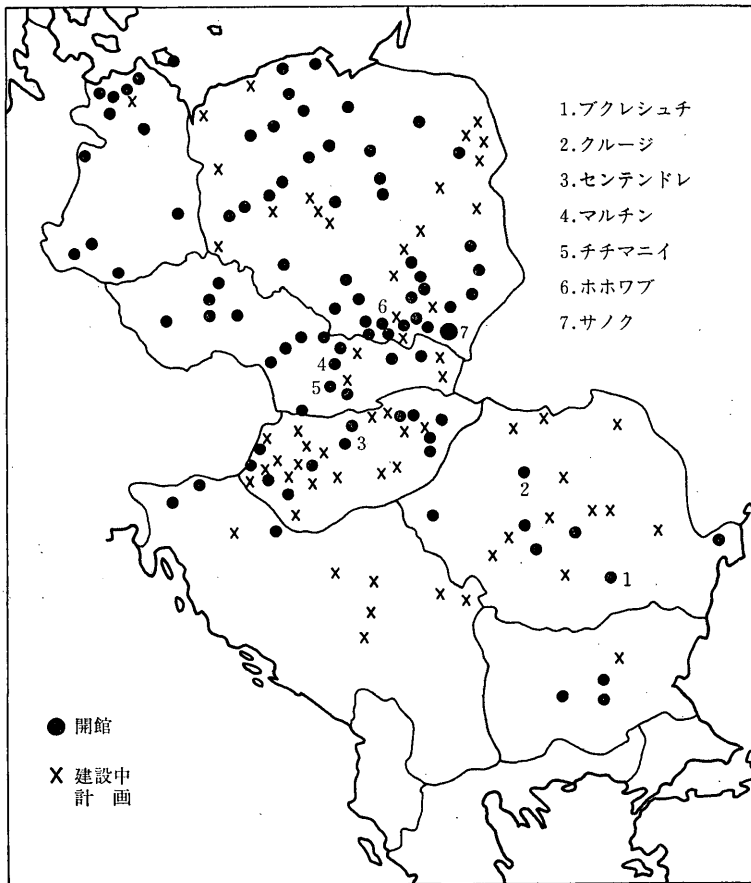 1.ブクレシュチ
2.クルージ
3.センテンドレ
4.マルチン
5.チチマニイ
6.ホホワブ
7.サノク
6
7
4
5
3
2
1
● 開館
X 建設中
計画